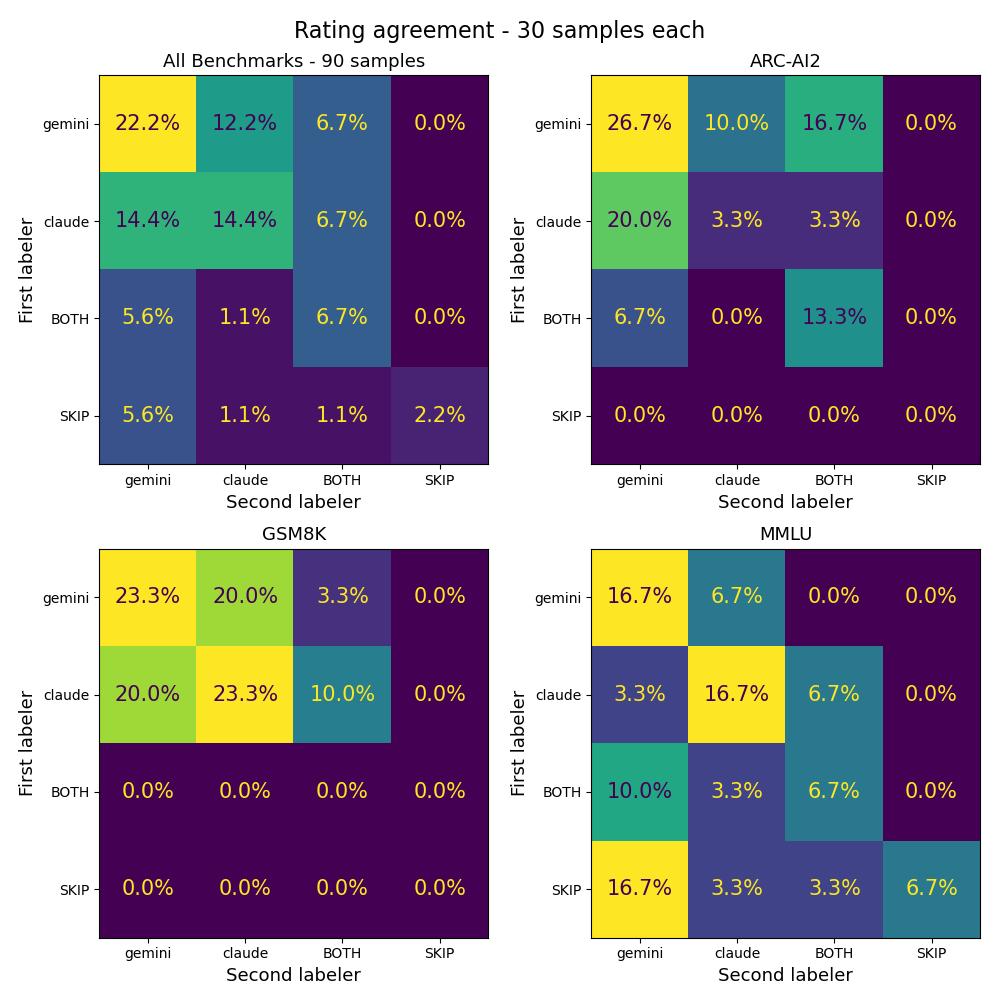 Rating agreement - 30 samples each
All Benchmarks - 90 samples
gemini 22.2% 12.2% 6.7% 0.0%
claude 14.4% 14.4% 6.7% 0.0%
BOTH 5.6% 1.1% 6.7% 0.0%
SKIP 5.6% 1.1% 1.1% 2.2%
gemini claude BOTH SKIP
First labeler
Second labeler
ARC-AI2
gemini 26.7% 10.0% 16.7% 0.0%
claude 20.0% 3.3% 3.3% 0.0%
BOTH 6.7% 0.0% 13.3% 0.0%
SKIP 0.0% 0.0% 0.0% 0.0%
gemini claude BOTH SKIP
First labeler
Second labeler
GSM8K
gemini 23.3% 20.0% 3.3% 0.0%
claude 20.0% 23.3% 10.0% 0.0%
BOTH 0.0% 0.0% 0.0% 0.0%
SKIP 0.0% 0.0% 0.0% 0.0%
gemini claude BOTH SKIP
First labeler
Second labeler
MMLU
gemini 16.7% 6.7% 0.0% 0.0%
claude 3.3% 16.7% 6.7% 0.0%
BOTH 10.0% 3.3% 6.7% 0.0%
SKIP 16.7% 3.3% 3.3% 6.7%
gemini claude BOTH SKIP
First labeler
Second labeler